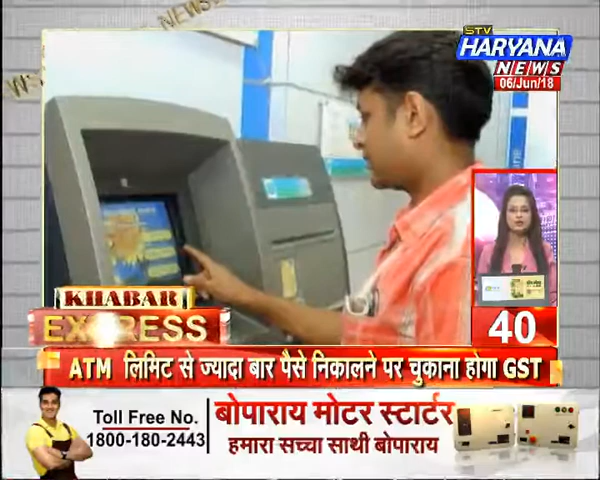 STV
HARYANA
NEWS
06/Jun/18
NEWS
KHABAR
EXPRESS
40
ATM लिमिट से ज्यादा बार पैसे निकालने पर चुकाना होगा GST
Toll Free No.
1800-180-2443
बोपाराय मोटर स्टार्टर
हमारा सच्चा साथी बोपाराय